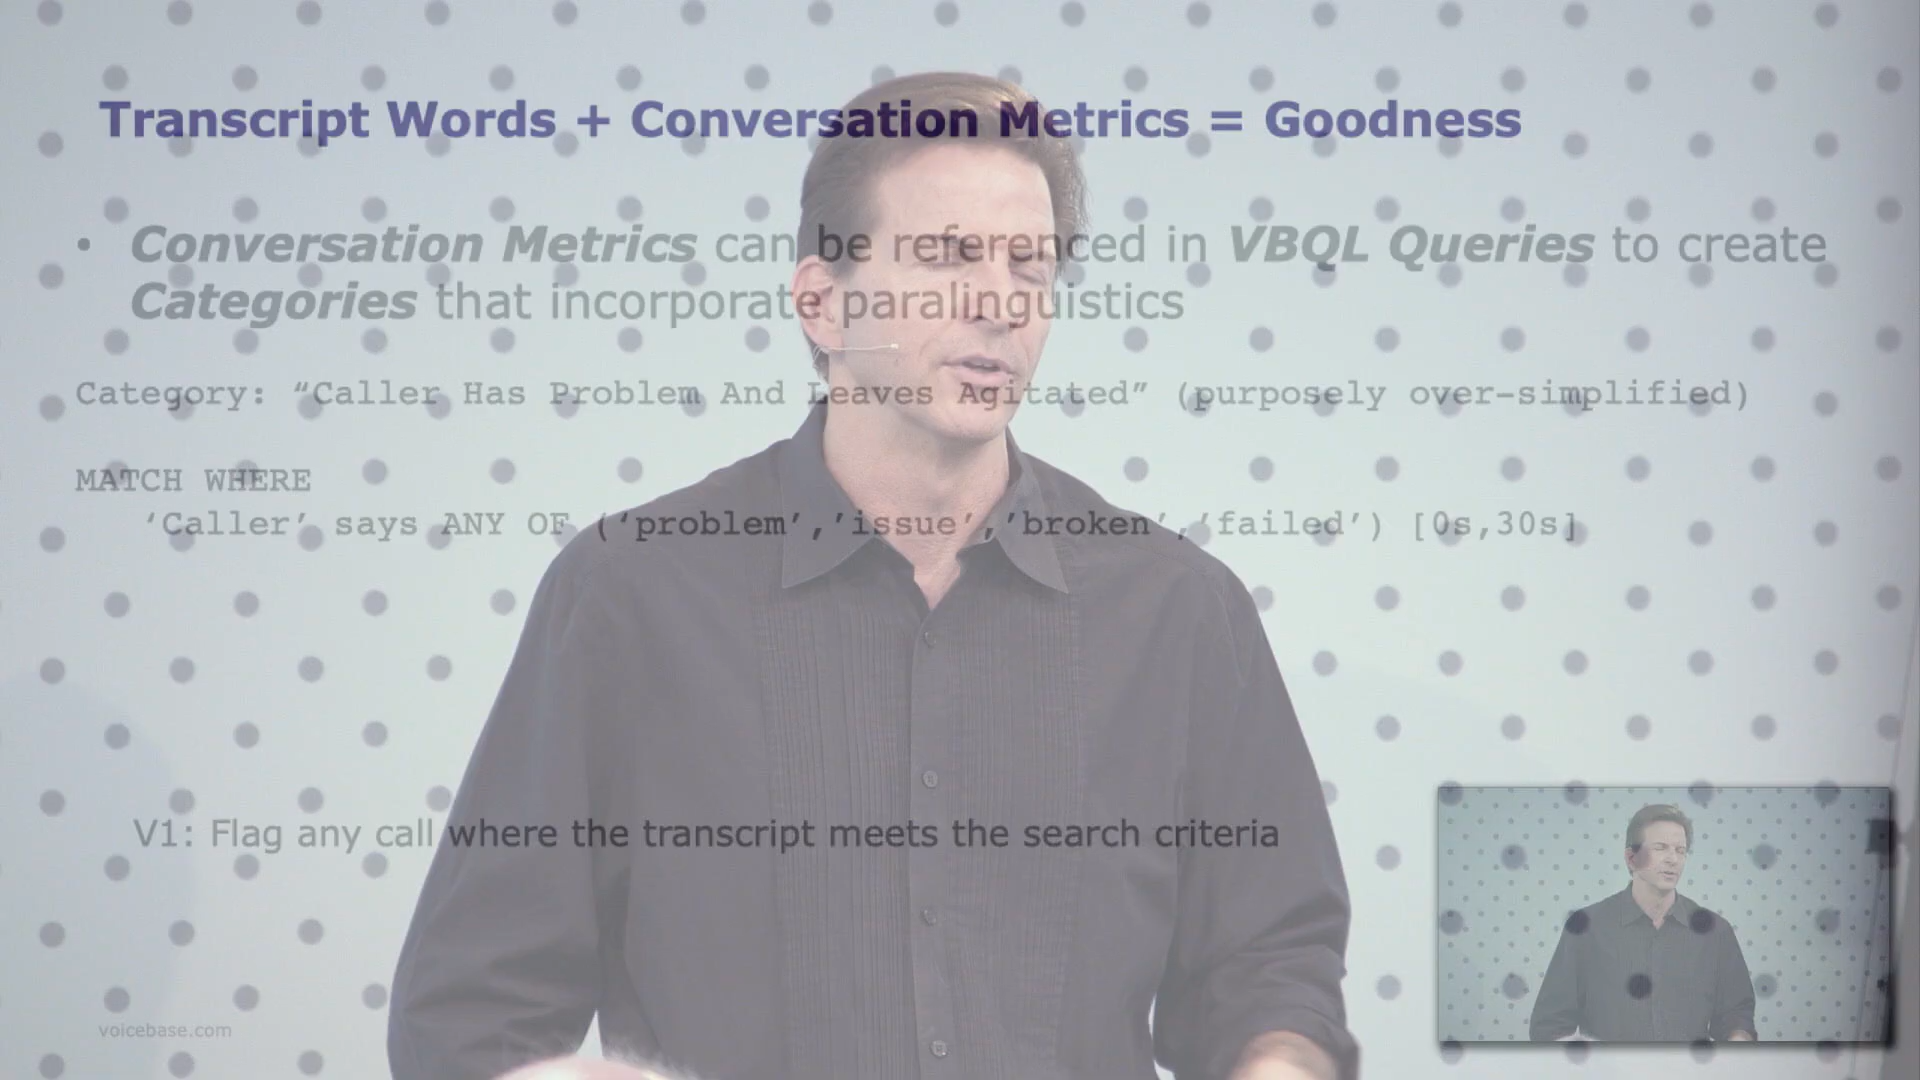 Transcript Words + Conversation Metrics = Goodness
• Conversation Metrics can be referenced in VBQL Queries to create
Categories that incorporate paralinguistics
Category: “Caller Has Problem And Leaves Agitated” (purposely over-simplified)
MATCH WHERE
‘Caller’ says ANY OF (‘problem’,’issue’,’broken’,’failed’) [0s,30s]
V1: Flag any call where the transcript meets the search criteria
voicebase.com